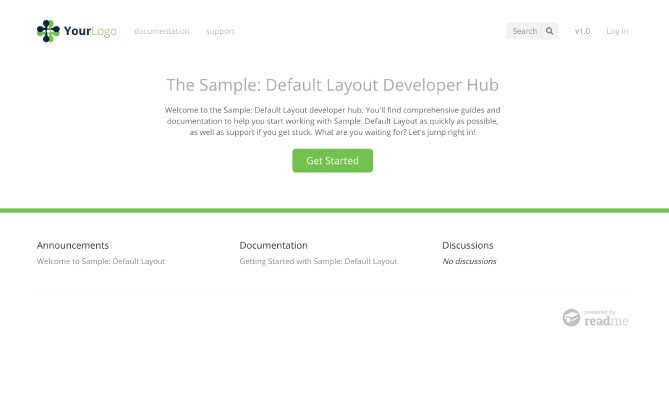 YourLogo
documentation
support
Search
v1.0
Log In
The Sample: Default Layout Developer Hub
Welcome to the Sample: Default Layout developer hub. You'll find comprehensive guides and
documentation to help you start working with Sample: Default Layout as quickly as possible,
as well as support if you get stuck. What are you waiting for? Let's jump right in!
Get Started
Announcements
Welcome to Sample: Default Layout
Documentation
Getting Started with Sample: Default Layout
Discussions
No discussions
powered by
readme